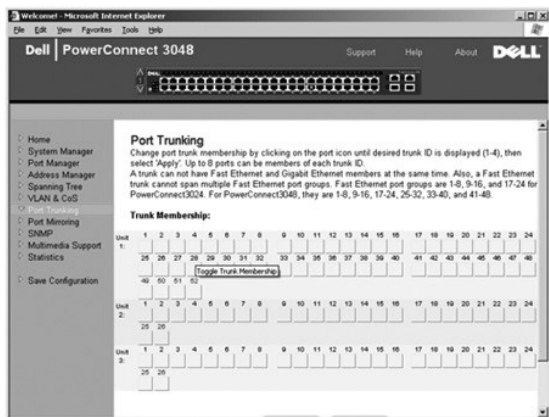 Welcome! - Microsoft Internet Explorer
File Edit View Favorites Tools Help
Dell | PowerConnect 3048
Support Help About DELL
Home
System Manager
Port Manager
Address Manager
Spanning Tree
VLAN & CoS
Port Trunking
Port Mirroring
SNMP
Multimedia Support
Statistics
Save Configuration
Port Trunking
Change port trunk membership by clicking on the port icon until desired trunk ID is displayed (1-4), then
select 'Apply'. Up to 8 ports can be members of each trunk ID.
A trunk can not have Fast Ethernet and Gigabit Ethernet members at the same time. Also, a Fast Ethernet
trunk cannot span multiple Fast Ethernet port groups. Fast Ethernet port groups are 1-8, 9-16, and 17-24 for
PowerConnect3024. For PowerConnect3048, they are 1-8, 9-16, 17-24, 25-32, 33-40, and 41-48.
Trunk Membership:
Unit 1: 1 2 3 4 5 6 7 8 9 10 11 12 13 14 15 16 17 18 19 20 21 22 23 24
25 26 27 28 29 30 31 32 33 34 35 36 37 38 39 40 41 42 43 44 45 46 47 48
Toggle Trunk Membership
49 50 51 52
Unit 2: 1 2 3 4 5 6 7 8 9 10 11 12 13 14 15 16 17 18 19 20 21 22 23 24
25 26
Unit 3: 1 2 3 4 5 6 7 8 9 10 11 12 13 14 15 16 17 18 19 20 21 22 23 24
25 26